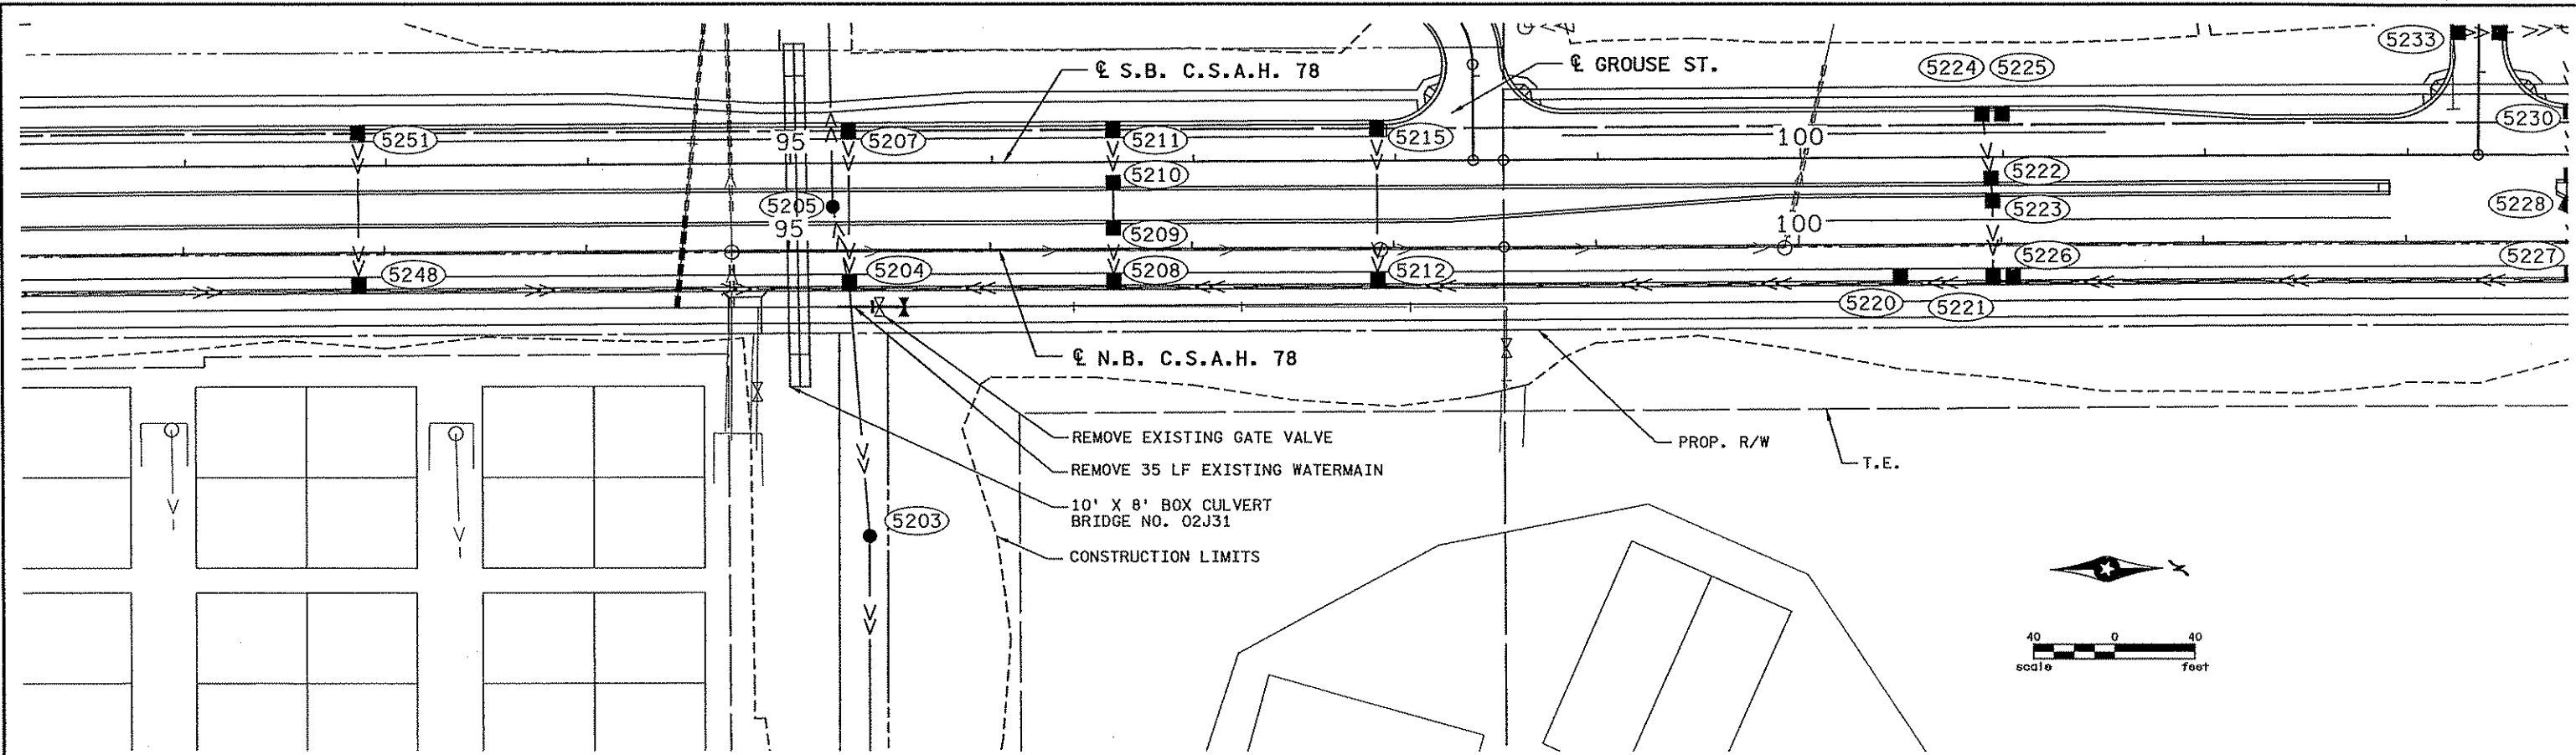 5233
℄ S.B. C.S.A.H. 78
℄ GROUSE ST.
5224 5225
5251
95
5207
5211
5215
100
5230
5210
5222
5205
5223
5228
95
5209
100
5248
5204
5208
5212
5226
5227
5220
5221
℄ N.B. C.S.A.H. 78
REMOVE EXISTING GATE VALVE
REMOVE 35 LF EXISTING WATERMAIN
10' X 8' BOX CULVERT
BRIDGE NO. 02J31
CONSTRUCTION LIMITS
PROP. R/W
T.E.
5203
40 0 40
scale feet